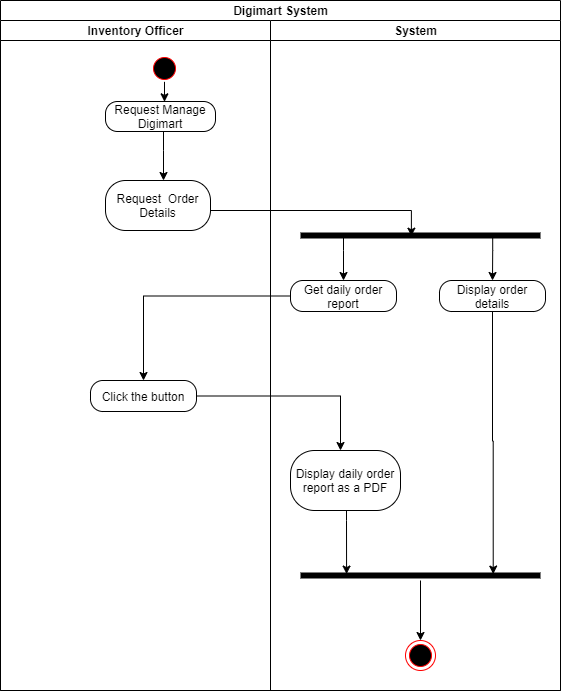 Digimart System
Inventory Officer
System
Request Manage
Digimart
Request Order
Details
Get daily order
report
Display order
details
Click the button
Display daily order
report as a PDF